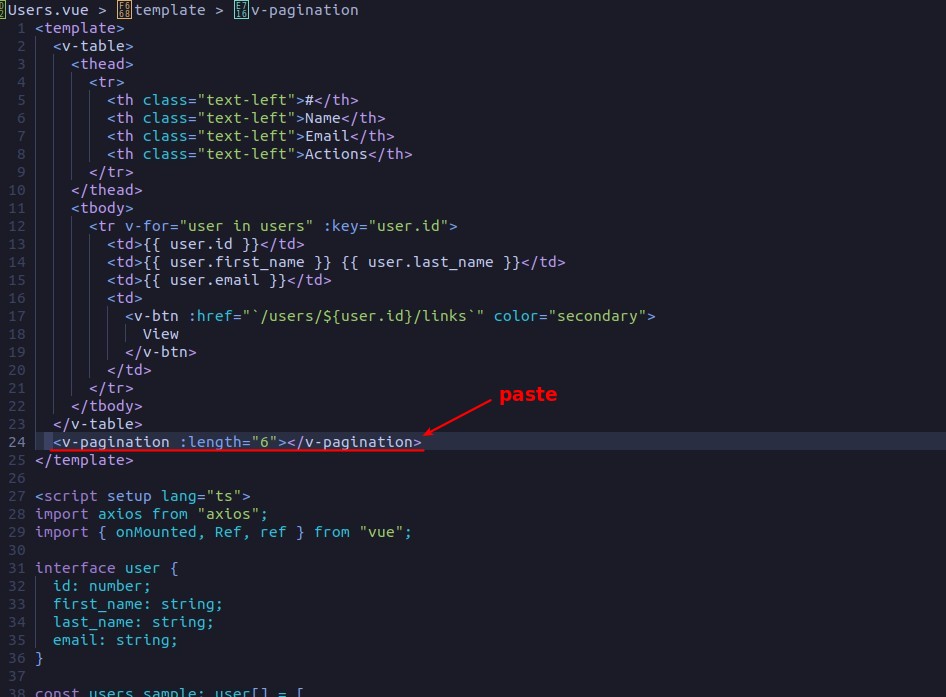 Users.vue > template > v-pagination
1 <template>
2 <v-table>
3 <thead>
4 <tr>
5 <th class="text-left">#</th>
6 <th class="text-left">Name</th>
7 <th class="text-left">Email</th>
8 <th class="text-left">Actions</th>
9 </tr>
10 </thead>
11 <tbody>
12 <tr v-for="user in users" :key="user.id">
13 <td>{{ user.id }}</td>
14 <td>{{ user.first_name }} {{ user.last_name }}</td>
15 <td>{{ user.email }}</td>
16 <td>
17 <v-btn :href="`/users/${user.id}/links`" color="secondary">
18 View
19 </v-btn>
20 </td>
21 </tr>
22 </tbody>
paste
23 </v-table>
24 <v-pagination :length="6"></v-pagination>
25 </template>
26
27 <script setup lang="ts">
28 import axios from "axios";
29 import { onMounted, Ref, ref } from "vue";
30
31 interface user {
32 id: number;
33 first_name: string;
34 last_name: string;
35 email: string;
36 }
37
38 const users_sample: user[] = [